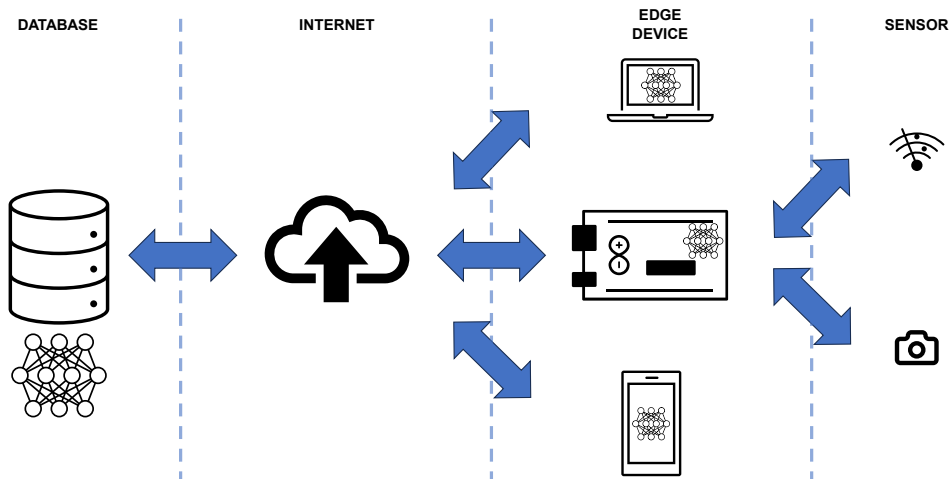 DATABASE
INTERNET
EDGE
DEVICE
SENSOR